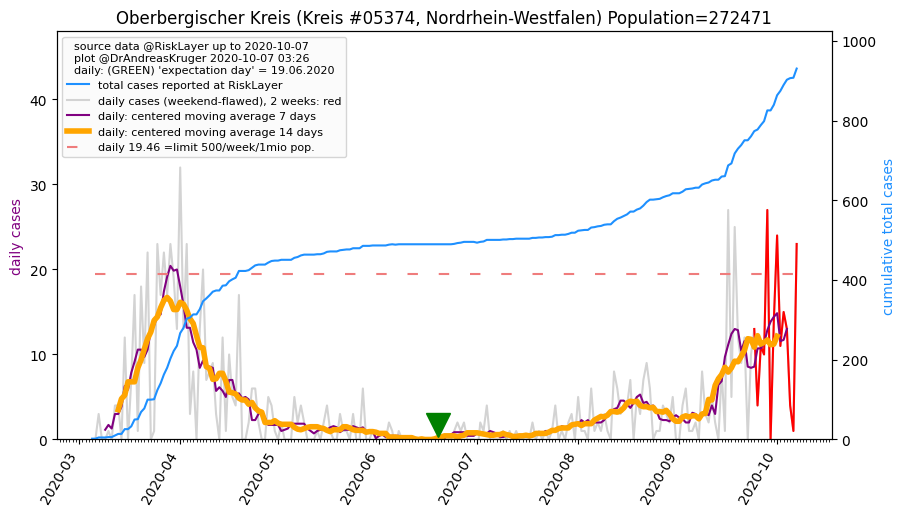 Oberbergischer Kreis (Kreis #05374, Nordrhein-Westfalen) Population=272471
source data @RiskLayer up to 2020-10-07
plot @DrAndreasKruger 2020-10-07 03:26
daily: (GREEN) 'expectation day' = 19.06.2020
total cases reported at RiskLayer
daily cases (weekend-flawed), 2 weeks: red
daily: centered moving average 7 days
daily: centered moving average 14 days
daily 19.46 =limit 500/week/1mio pop.
daily cases
40
30
20
10
0
cumulative total cases
1000
800
600
400
200
0
2020-03
2020-04
2020-05
2020-06
2020-07
2020-08
2020-09
2020-10